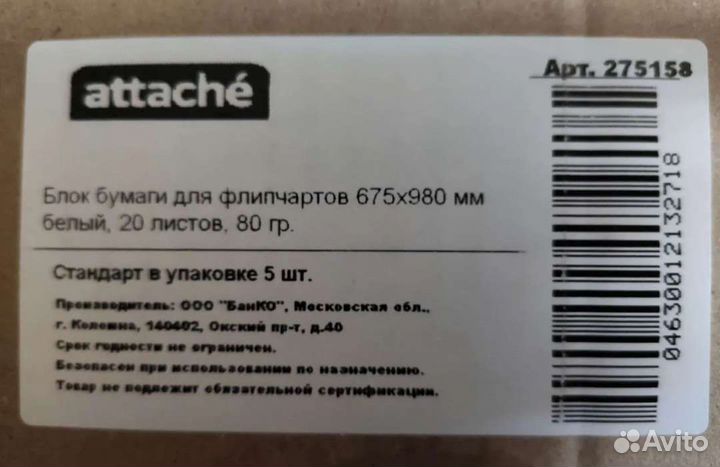 attaché
Арт. 275158
Блок бумаги для флипчартов 675х980 мм
белый, 20 листов, 80 гр.
Стандарт в упаковке 5 шт.
Производитель: ООО "БанКО", Московская обл.,
г. Коломна, 140402, Окский пр-т, д.40
Срок годности не ограничен.
Безопасен при использовании по назначению.
Товар не подлежит обязательной сертификации.
04630012132718
Avito